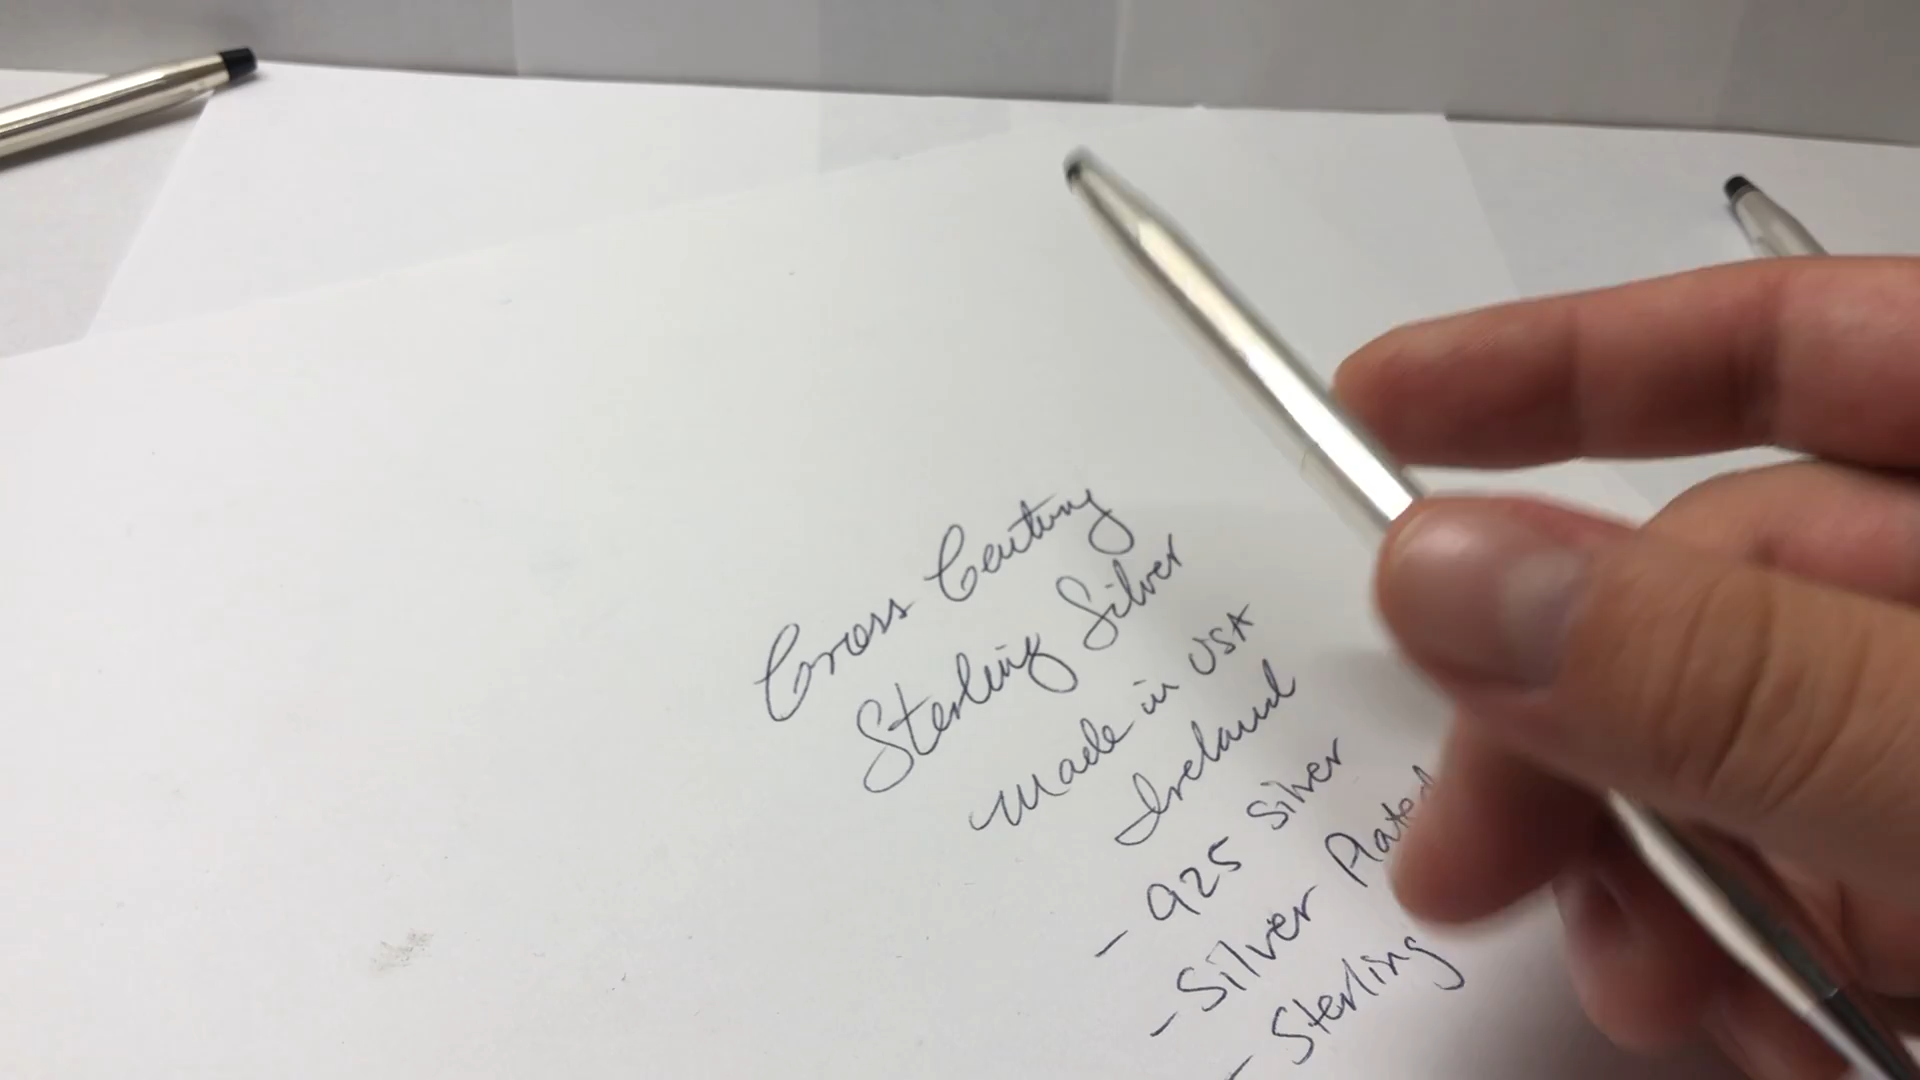 Cross Century
Sterling Silver
Made in USA
Ireland
- 925 Silver
- Silver Plated
- Sterling